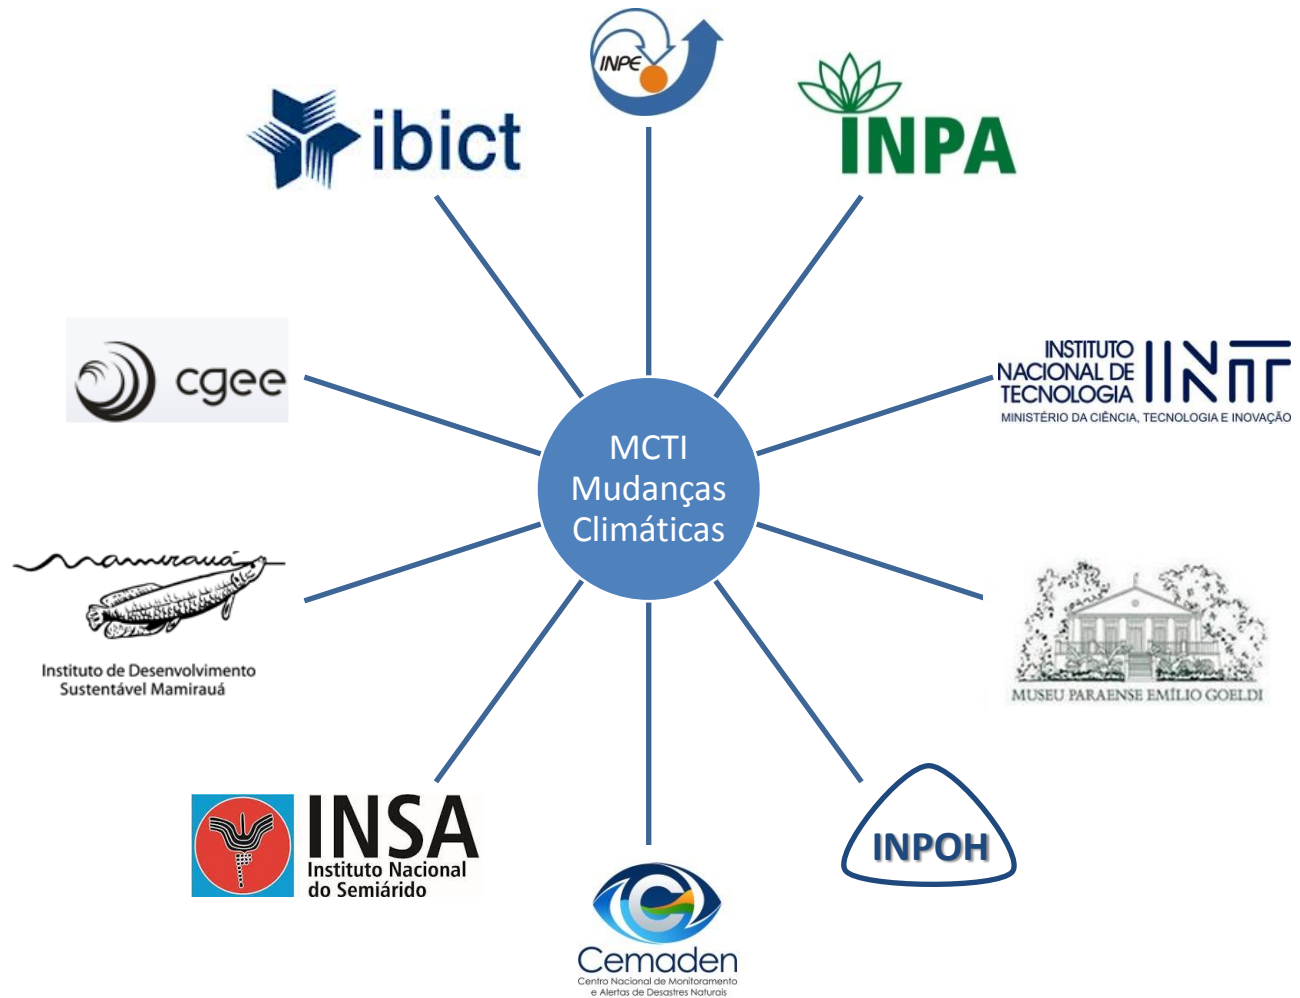 INPE
ibict
INPA
cgee
INSTITUTO
NACIONAL DE
TECNOLOGIA
INT
MINISTÉRIO DA CIÊNCIA, TECNOLOGIA E INOVAÇÃO
MCTI
Mudanças
Climáticas
Mamirauá
Instituto de Desenvolvimento
Sustentável Mamirauá
MUSEU PARAENSE EMÍLIO GOELDI
INSA
Instituto Nacional
do Semiárido
INPOH
Cemaden
Centro Nacional de Monitoramento
e Alertas de Desastres Naturais